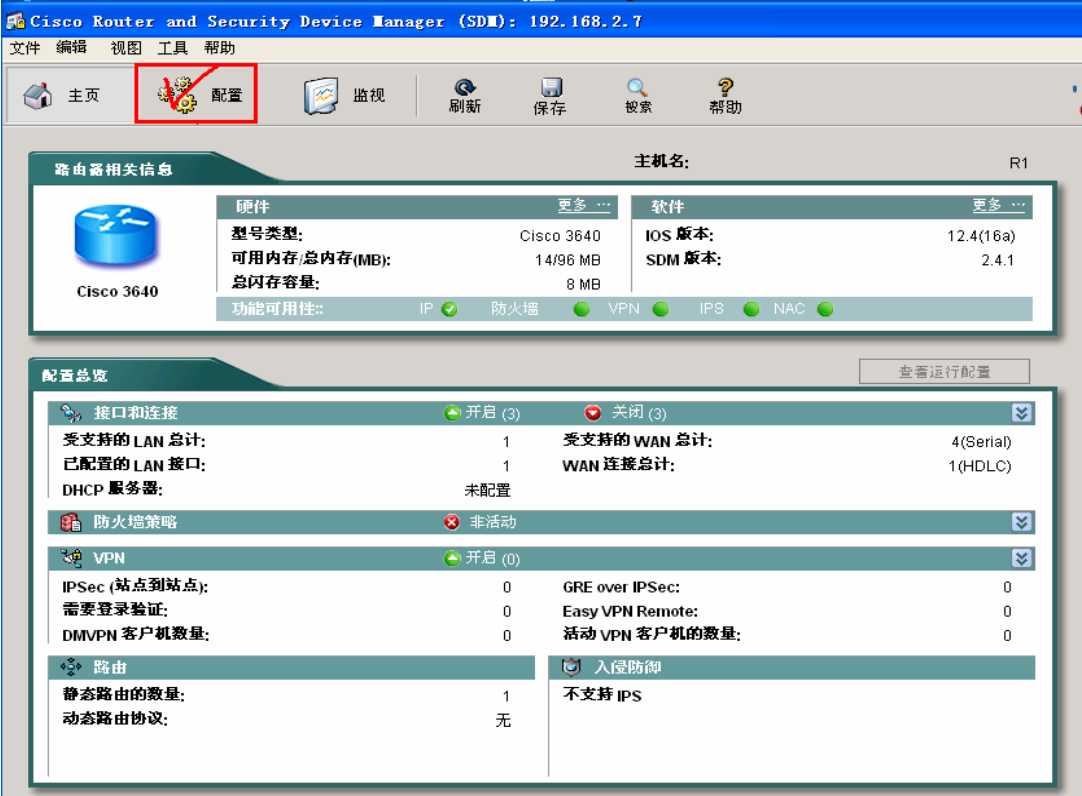 Cisco Router and Security Device Manager (SDM): 192.168.2.7
文件 编辑 视图 工具 帮助
主页 配置 监视 刷新 保存 搜索 帮助
路由器相关信息 主机名: R1
硬件 更多 ... 软件 更多 ...
型号类型: Cisco 3640 IOS 版本: 12.4(16a)
可用内存/总内存(MB): 14/96 MB SDM 版本: 2.4.1
总闪存容量: 8 MB
Cisco 3640
功能可用性:: IP 防火墙 VPN IPS NAC
配置总览 查看运行配置
接口和连接 开启 (3) 关闭 (3)
受支持的 LAN 总计: 1 受支持的 WAN 总计: 4(Serial)
已配置的 LAN 接口: 1 WAN 连接总计: 1(HDLC)
DHCP 服务器: 未配置
防火墙策略 非活动
VPN 开启 (0)
IPSec (站点到站点): 0 GRE over IPSec: 0
需要登录验证: 0 Easy VPN Remote: 0
DMVPN 客户机数量: 0 活动 VPN 客户机的数量: 0
路由 入侵防御
静态路由的数量: 1 不支持 IPS
动态路由协议: 无